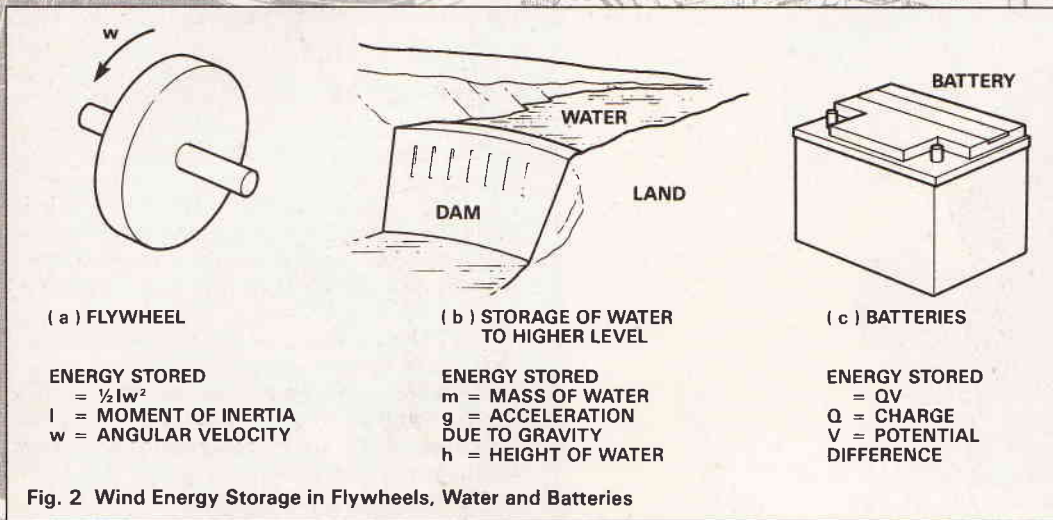 w
WATER
DAM
LAND
BATTERY
( a ) FLYWHEEL
ENERGY STORED
= ½Iw²
I = MOMENT OF INERTIA
w = ANGULAR VELOCITY
( b ) STORAGE OF WATER
TO HIGHER LEVEL
ENERGY STORED
m = MASS OF WATER
g = ACCELERATION
DUE TO GRAVITY
h = HEIGHT OF WATER
( c ) BATTERIES
ENERGY STORED
= QV
Q = CHARGE
V = POTENTIAL
DIFFERENCE
Fig. 2 Wind Energy Storage in Flywheels, Water and Batteries